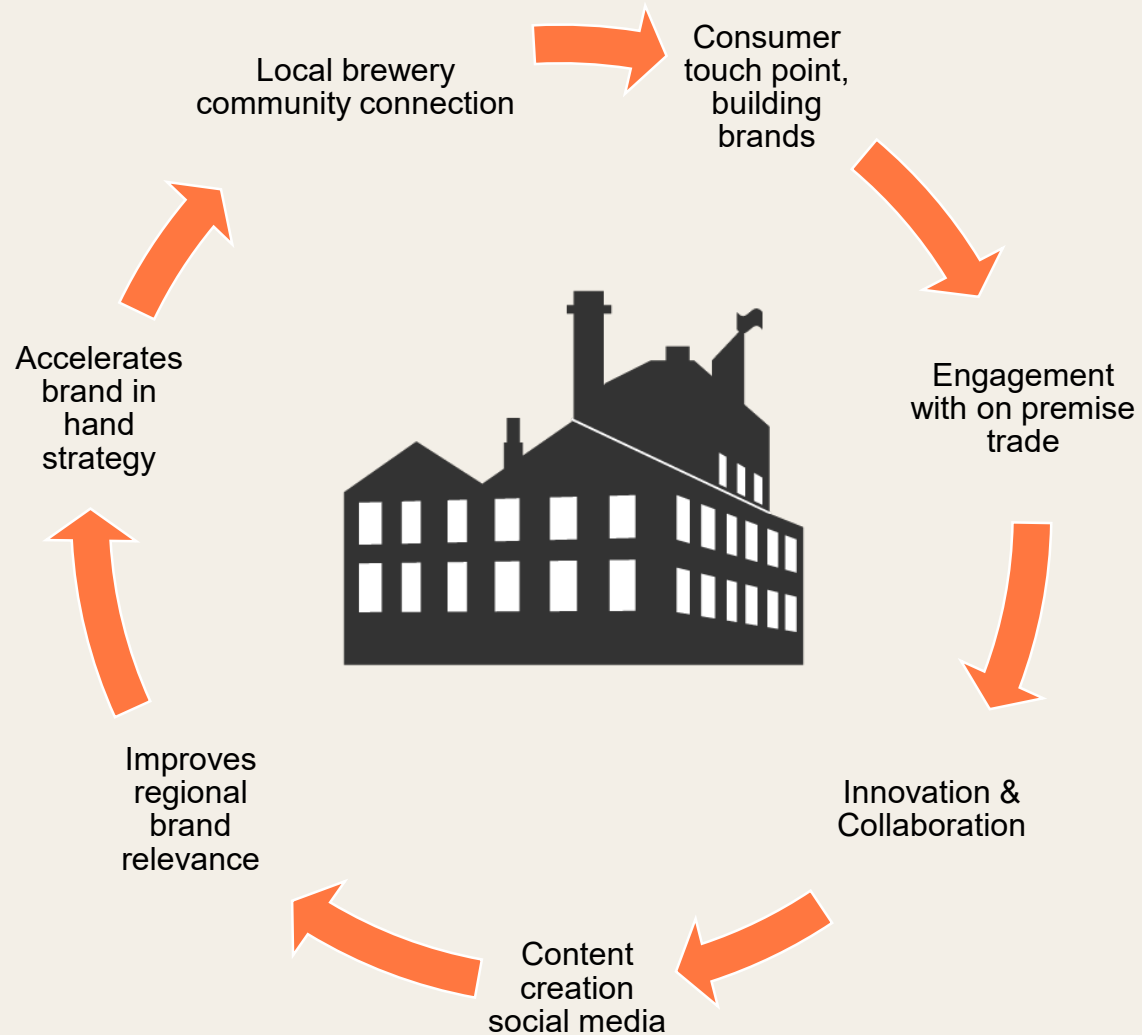 Local brewery
community connection
Consumer
touch point,
building
brands
Engagement
with on premise
trade
Innovation &
Collaboration
Content
creation
social media
Improves
regional
brand
relevance
Accelerates
brand in
hand
strategy